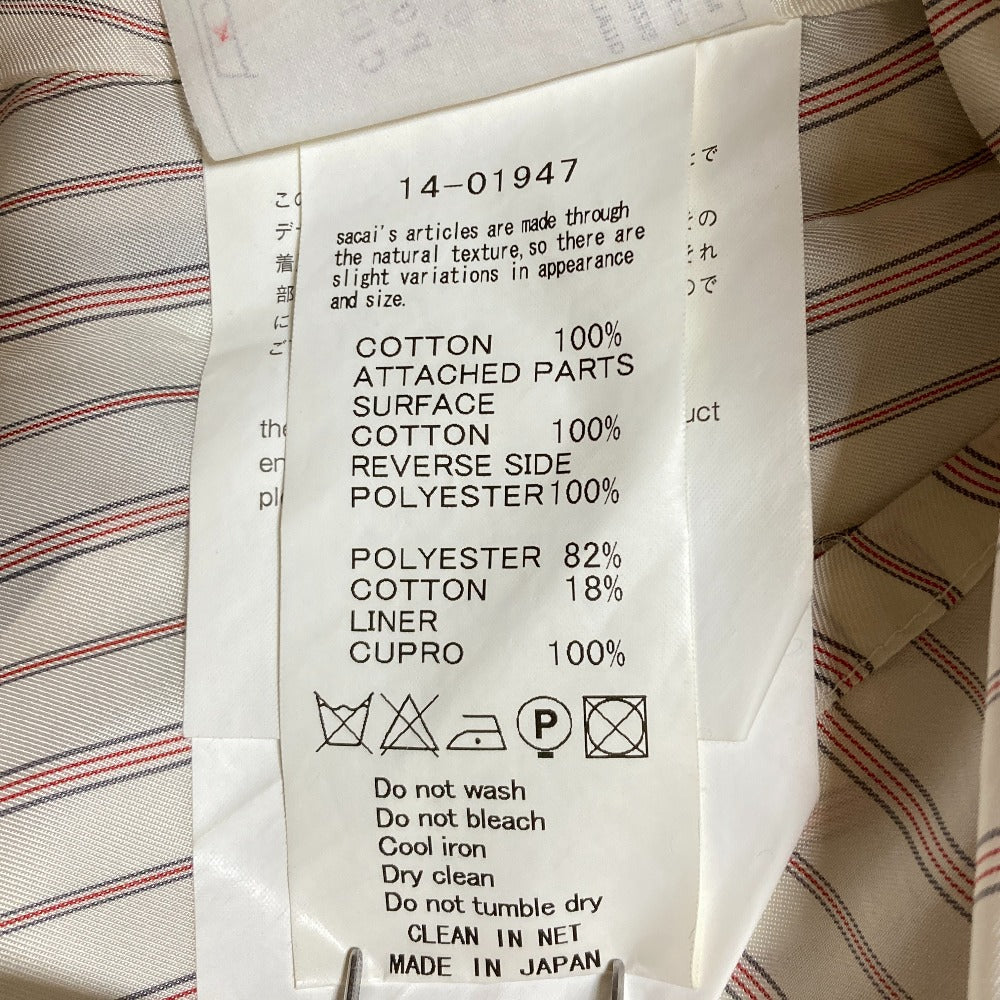 14-01947
sacai's articles are made through
the natural texture, so there are
slight variations in appearance
and size.
COTTON 100%
ATTACHED PARTS
SURFACE
COTTON 100%
REVERSE SIDE
POLYESTER 100%
POLYESTER 82%
COTTON 18%
LINER
CUPRO 100%
P
Do not wash
Do not bleach
Cool iron
Dry clean
Do not tumble dry
CLEAN IN NET
MADE IN JAPAN